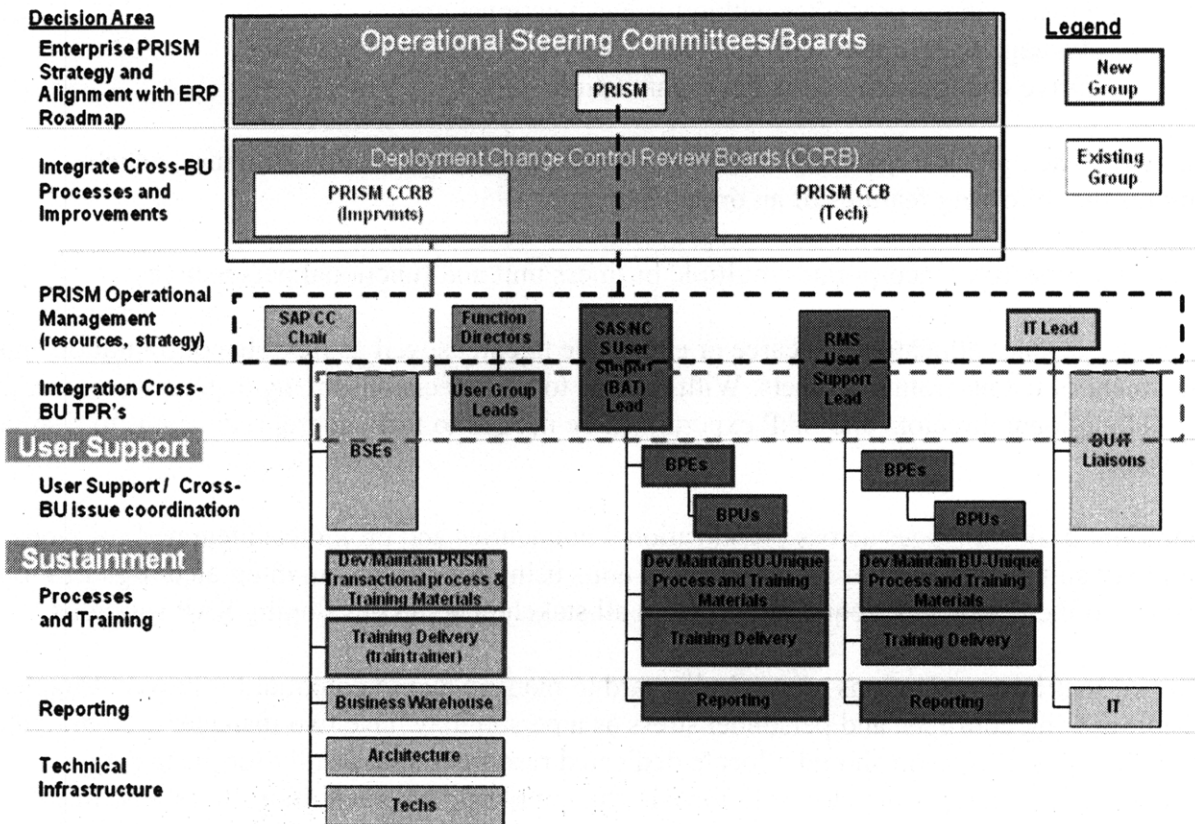 Decision Area
Enterprise PRISM
Strategy and
Alignment with ERP
Roadmap
Operational Steering Committees/Boards
PRISM
Legend
New
Group
Existing
Group
Integrate Cross-BU
Processes and
Improvements
Deployment Change Control Review Boards (CCRB)
PRISM CCRB
(Imprvmts)
PRISM CCB
(Tech)
PRISM Operational
Management
(resources, strategy)
SAP CC
Chair
Function
Directors
SAS NC
S User
Support
(BAT)
Lead
RMS
User
Support
Lead
IT Lead
Integration Cross-
BU TPR's
User Group
Leads
BSEs
BU IT
Liaisons
User Support
User Support / Cross-
BU issue coordination
BPEs
BPUs
BPEs
BPUs
Sustainment
Processes
and Training
Dev/Maintain PRISM
Transactional process &
Training Materials
Dev/Maintain BU-Unique
Process and Training
Materials
Dev/Maintain BU-Unique
Process and Training
Materials
Training Delivery
(train trainer)
Training Delivery
Training Delivery
Reporting
Business Warehouse
Reporting
Reporting
IT
Technical
Infrastructure
Architecture
Techs